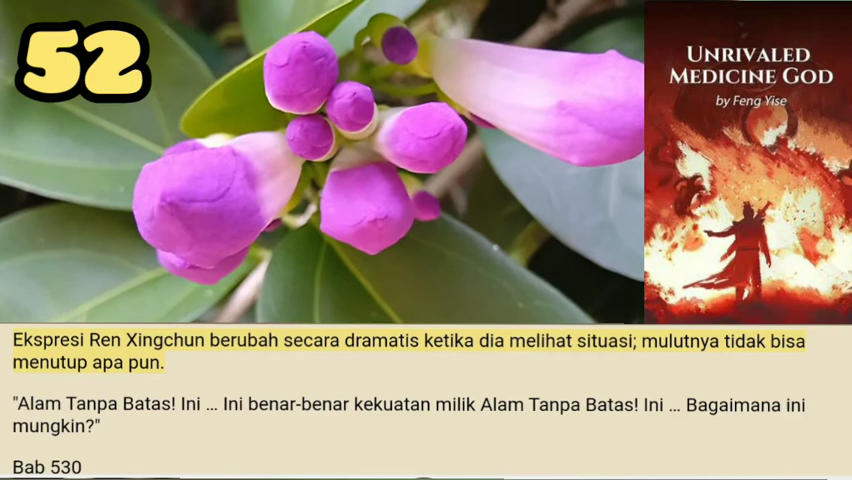 52
UNRIVALED
MEDICINE GOD
by Feng Yise
Ekspresi Ren Xingchun berubah secara dramatis ketika dia melihat situasi; mulutnya tidak bisa
menutup apa pun.
"Alam Tanpa Batas! Ini ... Ini benar-benar kekuatan milik Alam Tanpa Batas! Ini ... Bagaimana ini
mungkin?"
Bab 530